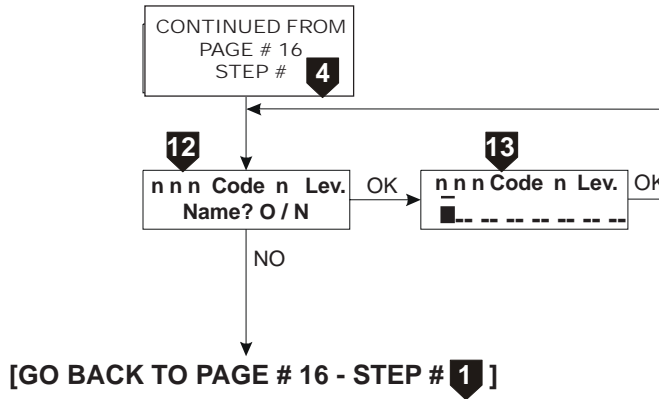 CONTINUED FROM
PAGE # 16
STEP # 4
12
n n n Code n Lev.
Name? O / N
OK
13
n n n Code n Lev.
OK
NO
[GO BACK TO PAGE # 16 - STEP # 1 ]